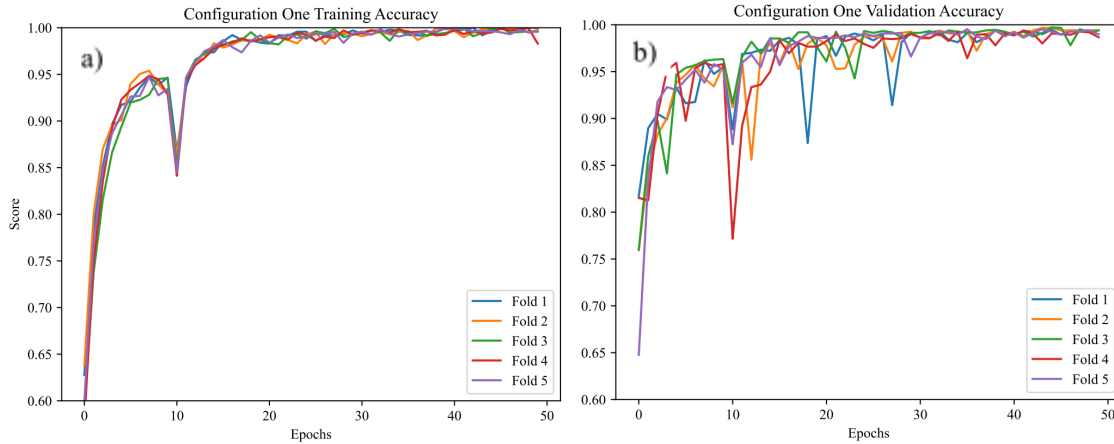 Configuration One Training Accuracy
a)
Score
1.00
0.95
0.90
0.85
0.80
0.75
0.70
0.65
0.60
Fold 1
Fold 2
Fold 3
Fold 4
Fold 5
0 10 20 30 40 50
Epochs
Configuration One Validation Accuracy
b)
1.00
0.95
0.90
0.85
0.80
0.75
0.70
0.65
0.60
Fold 1
Fold 2
Fold 3
Fold 4
Fold 5
0 10 20 30 40 50
Epochs